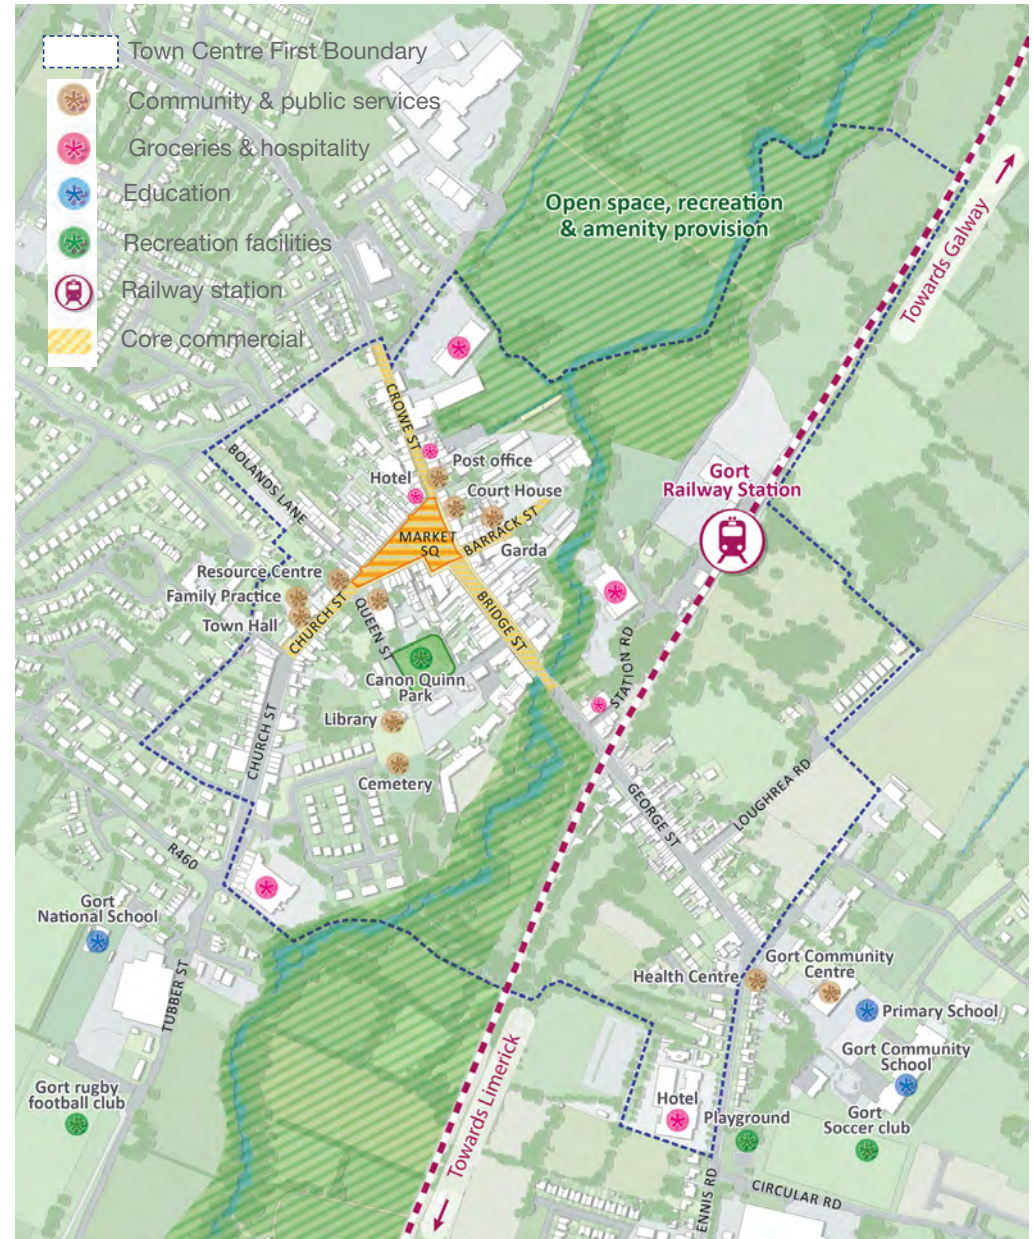 Town Centre First Boundary
Community & public services
Groceries & hospitality
Education
Recreation facilities
Railway station
Core commercial
Open space, recreation
& amenity provision
Towards Galway
CROWE ST
BOLANDS LANE
Hotel
Post office
Court House
MARKET
SQ
BARRACK ST
Garda
Gort
Railway Station
Resource Centre
Family Practice
Town Hall
CHURCH ST
QUEEN ST
BRIDGE ST
Canon Quinn
Park
STATION RD
Library
Cemetery
CHURCH ST
GEORGE ST
LOUGHREA RD
R460
Gort
National School
TUBBER ST
Health Centre
Gort Community
Centre
Primary School
Gort Community
School
Gort rugby
football club
Towards Limerick
Hotel
Playground
Gort
Soccer club
ENNIS RD
CIRCULAR RD